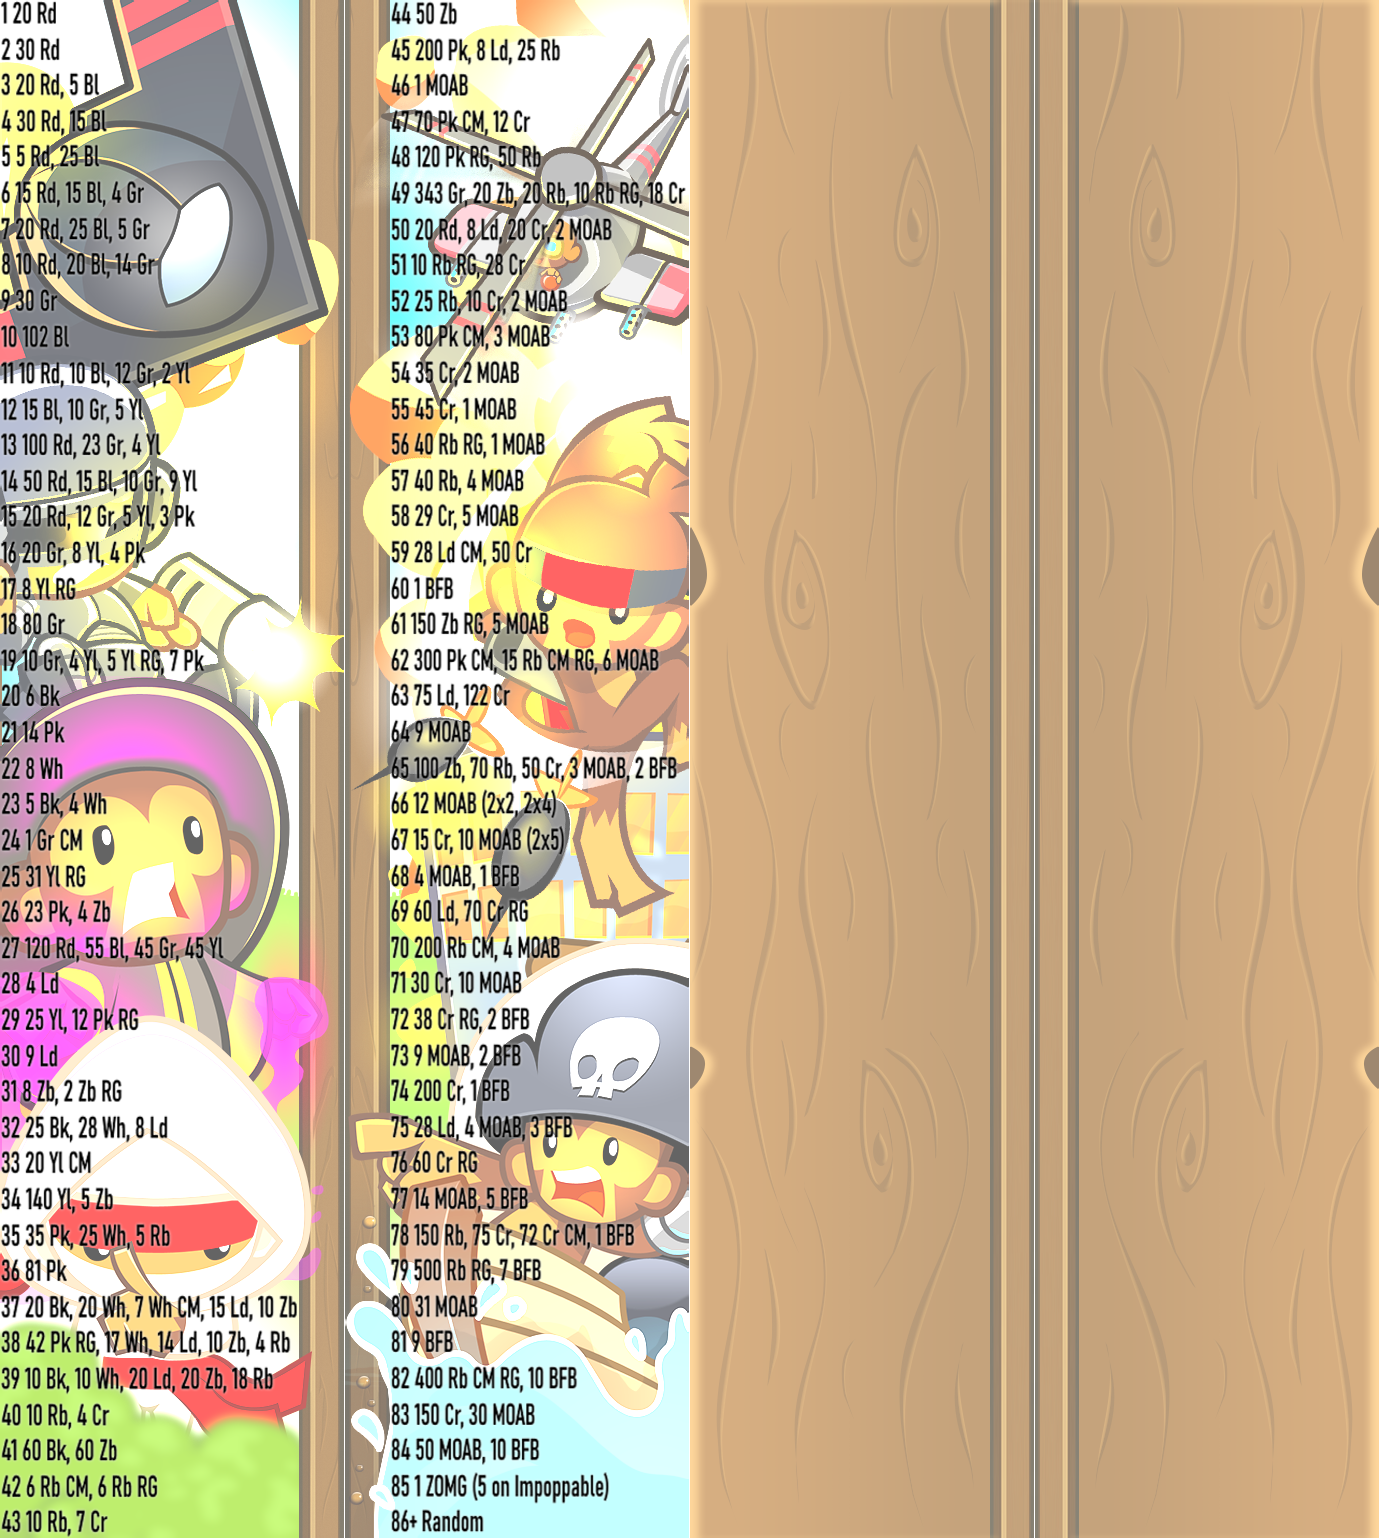 1 20 Rd
2 30 Rd
3 20 Rd, 5 Bl
4 30 Rd, 15 Bl
5 5 Rd, 25 Bl
6 15 Rd, 15 Bl, 4 Gr
7 20 Rd, 25 Bl, 5 Gr
8 10 Rd, 20 Bl, 14 Gr
9 30 Gr
10 102 Bl
11 10 Rd, 10 Bl, 12 Gr, 2 Yl
12 15 Bl, 10 Gr, 5 Yl
13 100 Rd, 23 Gr, 4 Yl
14 50 Rd, 15 Bl, 10 Gr, 9 Yl
15 20 Rd, 12 Gr, 5 Yl, 3 Pk
16 20 Gr, 8 Yl, 4 Pk
17 8 Yl RG
18 80 Gr
19 10 Gr, 4 Yl, 5 Yl RG, 7 Pk
20 6 Bk
21 14 Pk
22 8 Wh
23 5 Bk, 4 Wh
24 1 Gr CM
25 31 Yl RG
26 23 Pk, 4 Zb
27 120 Rd, 55 Bl, 45 Gr, 45 Yl
28 4 Ld
29 25 Yl, 12 Pk RG
30 9 Ld
31 8 Zb, 2 Zb RG
32 25 Bk, 28 Wh, 8 Ld
33 20 Yl CM
34 140 Yl, 5 Zb
35 35 Pk, 25 Wh, 5 Rb
36 81 Pk
37 20 Bk, 20 Wh, 7 Wh CM, 15 Ld, 10 Zb
38 42 Pk RG, 17 Wh, 14 Ld, 10 Zb, 4 Rb
39 10 Bk, 10 Wh, 20 Ld, 20 Zb, 18 Rb
40 10 Rb, 4 Cr
41 60 Bk, 60 Zb
42 6 Rb CM, 6 Rb RG
43 10 Rb, 7 Cr
44 50 Zb
45 200 Pk, 8 Ld, 25 Rb
46 1 MOAB
47 70 Pk CM, 12 Cr
48 120 Pk RG, 50 Rb
49 343 Gr, 20 Zb, 20 Rb, 10 Rb RG, 18 Cr
50 20 Rd, 8 Ld, 20 Cr, 2 MOAB
51 10 Rb RG, 28 Cr
52 25 Rb, 10 Cr, 2 MOAB
53 80 Pk CM, 3 MOAB
54 35 Cr, 2 MOAB
55 45 Cr, 1 MOAB
56 40 Rb RG, 1 MOAB
57 40 Rb, 4 MOAB
58 29 Cr, 5 MOAB
59 28 Ld CM, 50 Cr
60 1 BFB
61 150 Zb RG, 5 MOAB
62 300 Pk CM, 15 Rb CM RG, 6 MOAB
63 75 Ld, 122 Cr
64 9 MOAB
65 100 Zb, 70 Rb, 50 Cr, 3 MOAB, 2 BFB
66 12 MOAB (2x2, 2x4)
67 15 Cr, 10 MOAB (2x5)
68 4 MOAB, 1 BFB
69 60 Ld, 70 Cr RG
70 200 Rb CM, 4 MOAB
71 30 Cr, 10 MOAB
72 38 Cr RG, 2 BFB
73 9 MOAB, 2 BFB
74 200 Cr, 1 BFB
75 28 Ld, 4 MOAB, 3 BFB
76 60 Cr RG
77 14 MOAB, 5 BFB
78 150 Rb, 75 Cr, 72 Cr CM, 1 BFB
79 500 Rb RG, 7 BFB
80 31 MOAB
81 9 BFB
82 400 Rb CM RG, 10 BFB
83 150 Cr, 30 MOAB
84 50 MOAB, 10 BFB
85 1 ZOMG (5 on Impoppable)
86+ Random